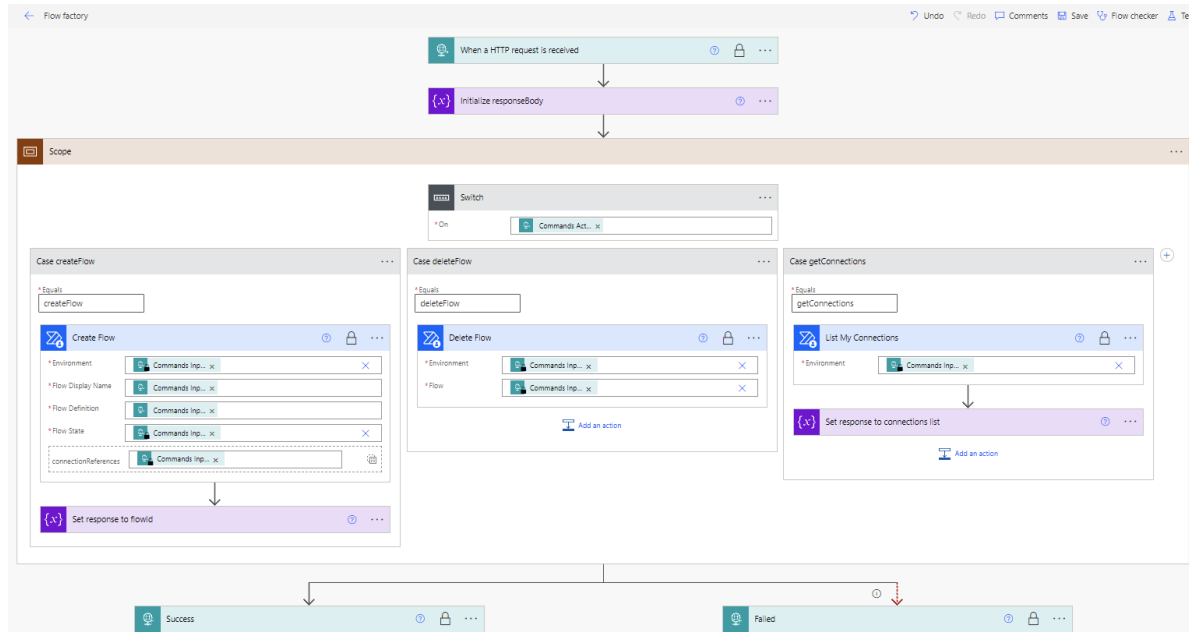 Flow factory
Undo Redo Comments Save Flow checker Te
When a HTTP request is received
{x} Initialize responseBody
Scope
Switch
*On Commands Act... x
Case createFlow
*Equals
createFlow
Create Flow
*Environment Commands Inp... x
*Flow Display Name Commands Inp... x
*Flow Definition Commands Inp... x
*Flow State Commands Inp... x
connectionReferences Commands Inp... x
{x} Set response to flowId
Case deleteFlow
*Equals
deleteFlow
Delete Flow
*Environment Commands Inp... x
*Flow Commands Inp... x
Add an action
Case getConnections
*Equals
getConnections
List My Connections
*Environment Commands Inp... x
{x} Set response to connections list
Add an action
Success
Failed